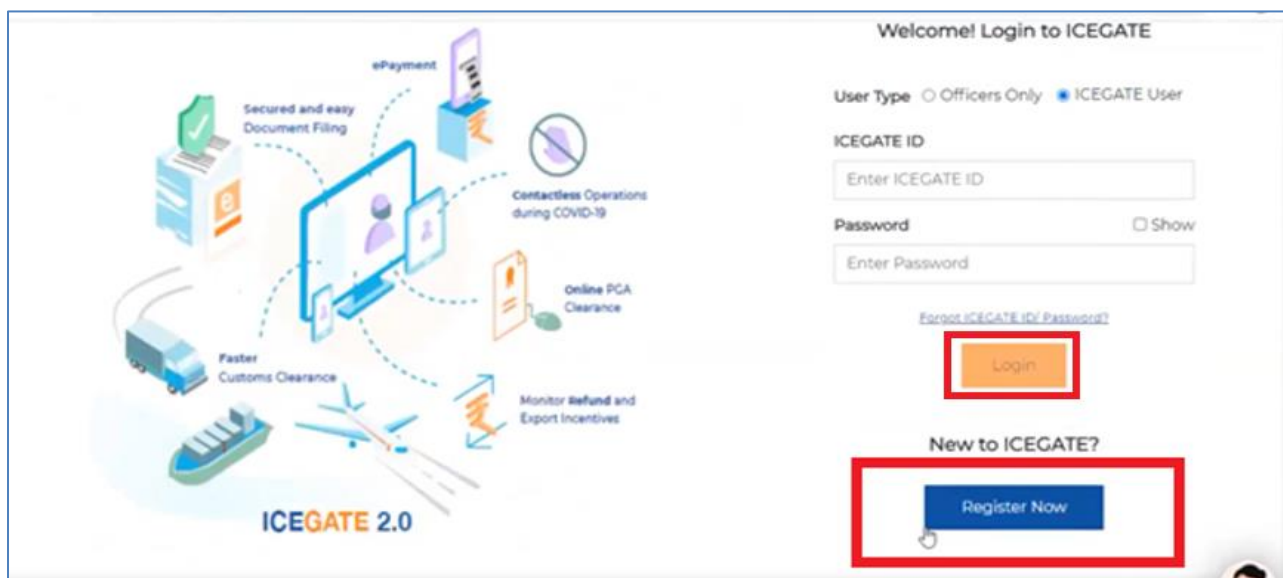 ePayment
Secured and easy
Document Filing
Contactless Operations
during COVID-19
Online PGA
Clearance
Faster
Customs Clearance
Monitor Refund and
Export Incentives
ICEGATE 2.0
Welcome! Login to ICEGATE
User Type Officers Only ICEGATE User
ICEGATE ID
Enter ICEGATE ID
Password Show
Enter Password
Forgot ICEGATE ID/ Password?
Login
New to ICEGATE?
Register Now